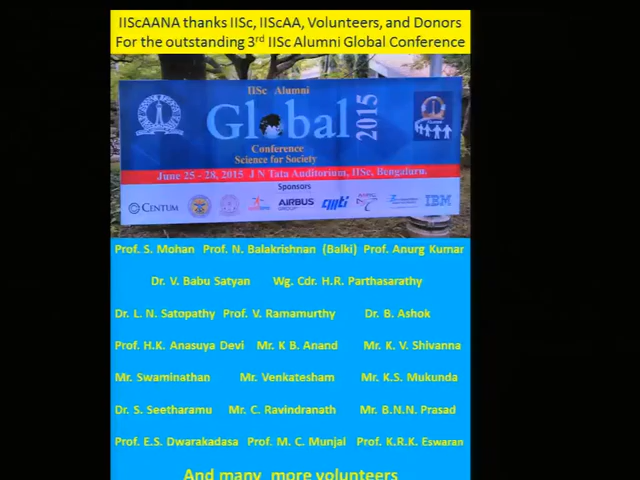 IIScAANA thanks IISc, IIScAA, Volunteers, and Donors
For the outstanding 3rd IISc Alumni Global Conference
IISc Alumni
Global 2015
Conference
Science for Society
June 25 - 28, 2015 J N Tata Auditorium, IISc, Bengaluru.
Sponsors
CENTUM AIRBUS GROUP IBM
Prof. S. Mohan Prof. N. Balakrishnan (Balki) Prof. Anurg Kumar
Dr. V. Babu Satyan Wg. Cdr. H.R. Parthasarathy
Dr. L. N. Satopathy Prof. V. Ramamurthy Dr. B. Ashok
Prof. H.K. Anasuya Devi Mr. K B. Anand Mr. K. V. Shivanna
Mr. Swaminathan Mr. Venkatesham Mr. K.S. Mukunda
Dr. S. Seetharamu Mr. C. Ravindranath Mr. B.N.N. Prasad
Prof. E.S. Dwarakadasa Prof. M. C. Munjal Prof. K.R.K. Eswaran
And many more volunteers